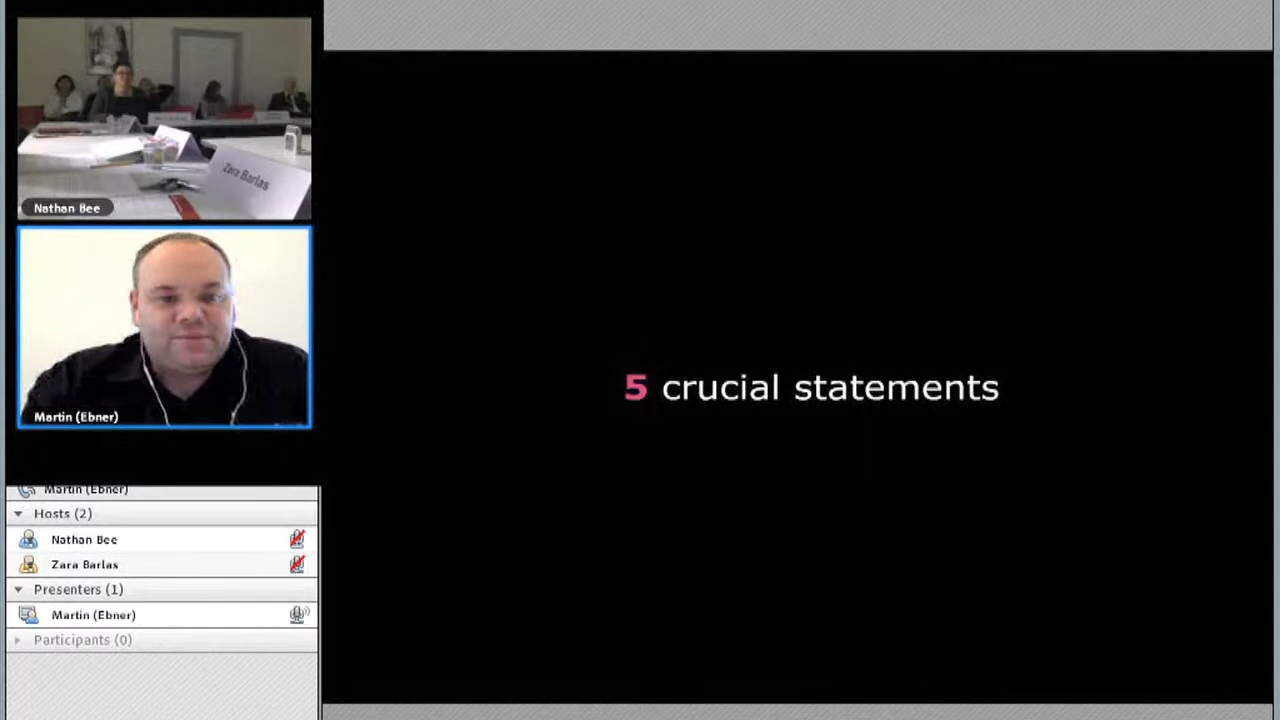 Zara Barlas
Nathan Bee
Martin (Ebner)
Martin (Ebner)
Hosts (2)
Nathan Bee
Zara Barlas
Presenters (1)
Martin (Ebner)
Participants (0)
5 crucial statements